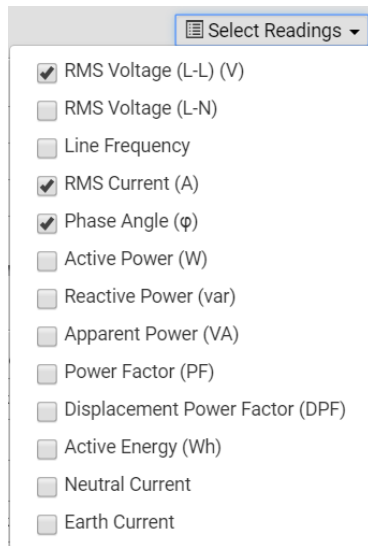 Select Readings
RMS Voltage (L-L) (V)
RMS Voltage (L-N)
Line Frequency
RMS Current (A)
Phase Angle (φ)
Active Power (W)
Reactive Power (var)
Apparent Power (VA)
Power Factor (PF)
Displacement Power Factor (DPF)
Active Energy (Wh)
Neutral Current
Earth Current